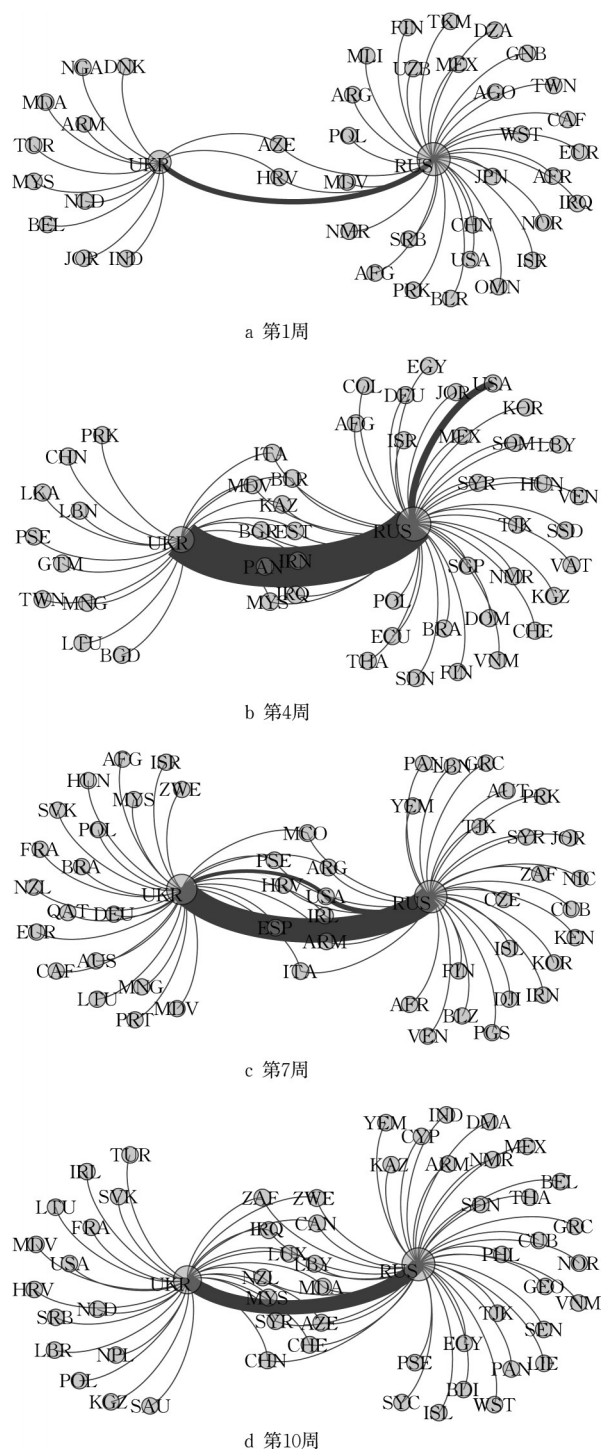 FIN
TKM
DZA
MLI
UZB
MEX
GNB
NGA
DNK
ARG
AGO
TWN
MDA
ARM
POL
WST
CAF
TUR
AZE
UKR
RUS
EUR
MYS
HRV
MDV
JPN
AFR
NLD
IRQ
BEL
NMR
SRB
CHN
NOR
JOR
IND
AFG
USA
ISR
PRK
BLR
OMN
a 第1周
EGY
COL
DEU
JOR
USA
AFG
KOR
PRK
ISR
MEX
CHN
ITA
SOM
LBY
MDV
BLR
SYR
HUN
LKA
LBN
KAZ
VEN
PSE
UKR
BGR
EST
RUS
TJK
SSD
GTM
PAN
IRN
SGP
VAT
TWN
MNG
MYS
IRQ
POL
NMR
KGZ
LTU
BGD
ECU
BRA
DOM
CHE
THA
SDN
FIN
VNM
b 第4周
AFG
ISR
PAN
LBN
GRC
HUN
MYS
ZWE
YEM
AUT
PRK
SVK
POL
MCO
TJK
SYR
JOR
FRA
BRA
PSE
ARG
ZAF
NIC
NZL
UKR
HRV
USA
RUS
CZE
CUB
QAT
DEU
IRL
EUR
ESP
ARM
ISL
KEN
CAF
AUS
ITA
FIN
KOR
LTU
MNG
AFR
DJI
IRN
PRT
MDV
VEN
BLZ
PGS
c 第7周
YEM
IND
DMA
CYP
MEX
TUR
KAZ
ARM
NMR
IRL
BEL
LTU
SVK
ZAF
ZWE
SDN
THA
FRA
IRQ
CAN
CUB
GRC
MDV
USA
LUX
LBY
PHL
NOR
HRV
UKR
NZL
MDA
RUS
GEO
VNM
SRB
NLD
MYS
TJK
SYR
AZE
SEN
LBR
NPL
CHN
CHE
PSE
EGY
PAN
LIE
POL
BDI
KGZ
SAU
SYC
ISL
WST
d 第10周